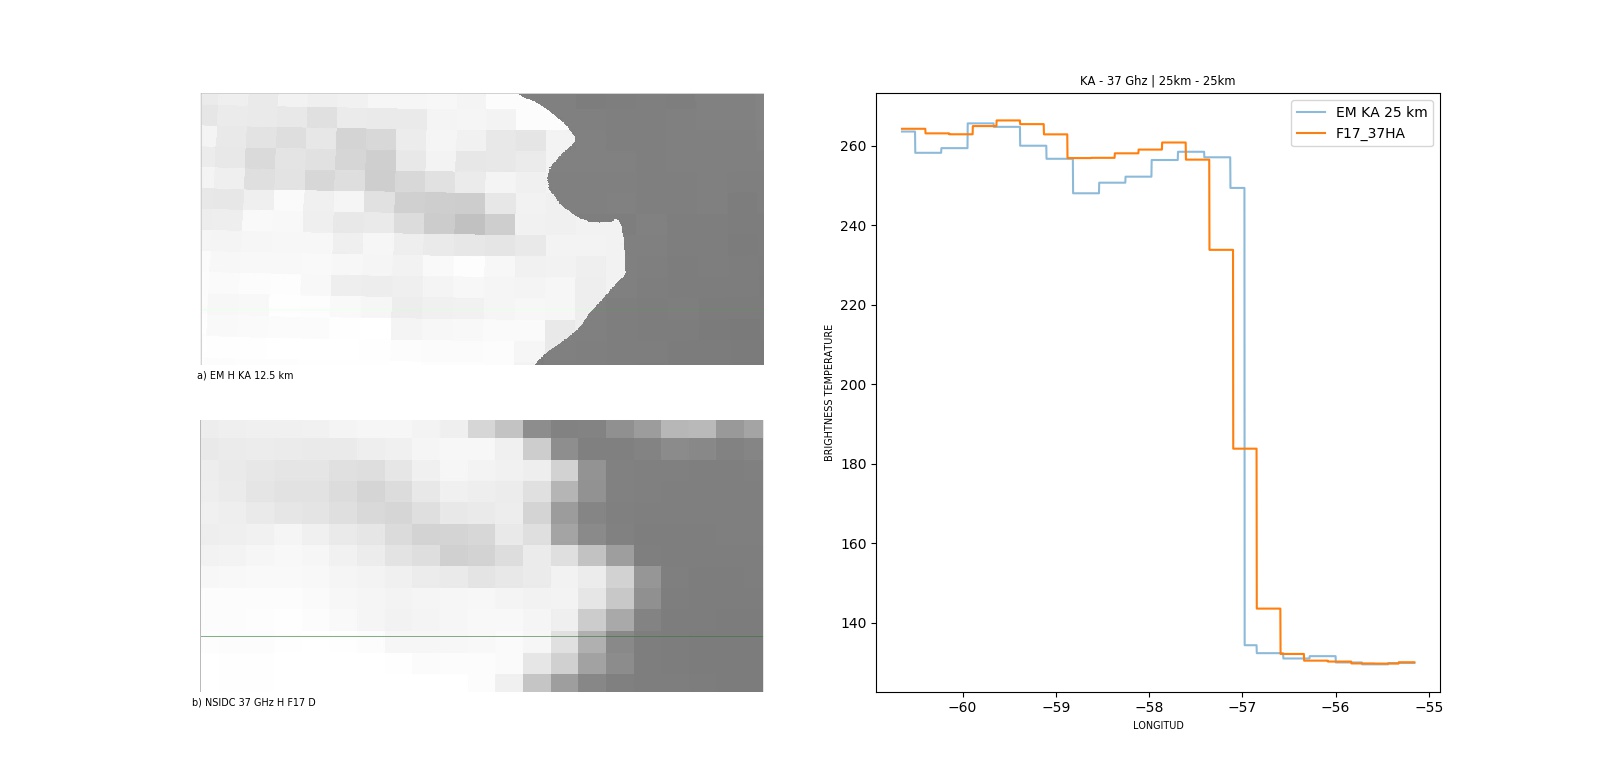 a) EM H KA 12.5 km
b) NSIDC 37 GHz H F17 D
KA - 37 Ghz | 25km - 25km
EM KA 25 km
F17_37HA
BRIGHTNESS TEMPERATURE
260
240
220
200
180
160
140
−60
−59
−58
−57
−56
−55
LONGITUD